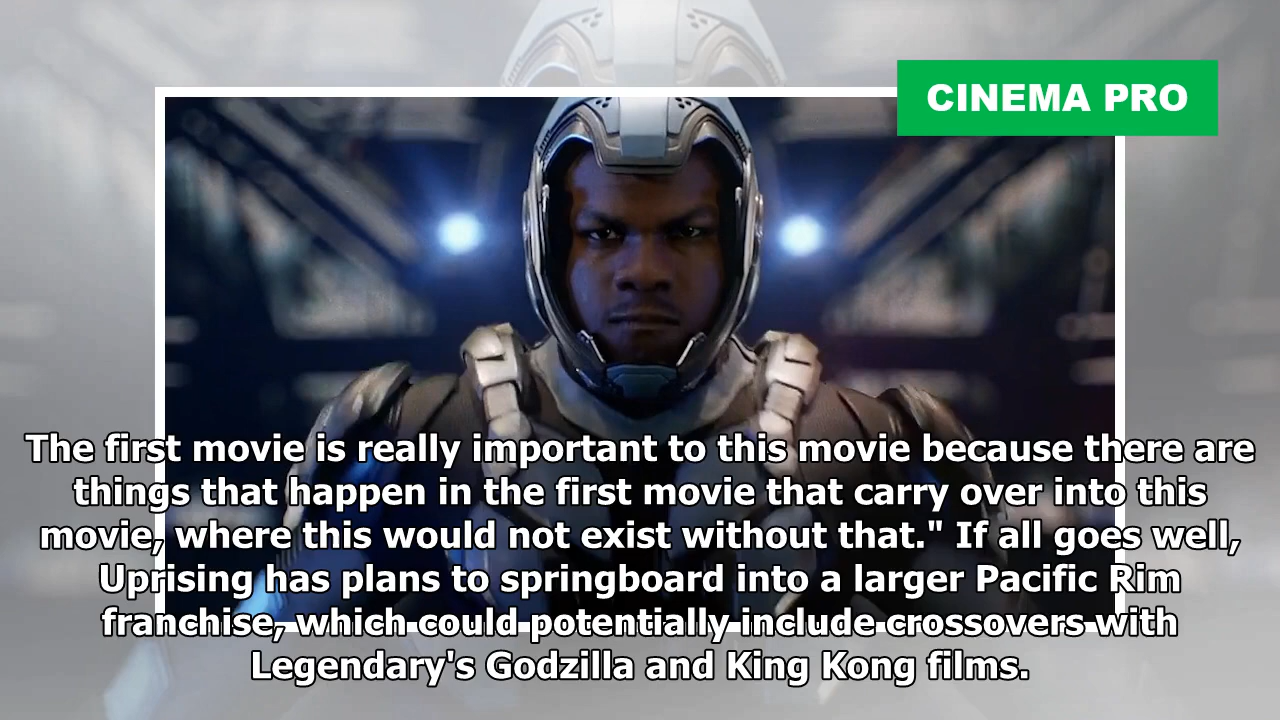 CINEMA PRO
The first movie is really important to this movie because there are
things that happen in the first movie that carry over into this
movie, where this would not exist without that." If all goes well,
Uprising has plans to springboard into a larger Pacific Rim
franchise, which could potentially include crossovers with
Legendary's Godzilla and King Kong films.